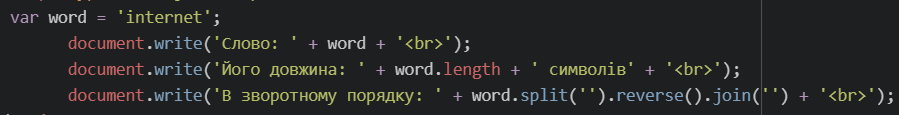 var word = 'internet';
document.write('Слово: ' + word + '<br>');
document.write('Його довжина: ' + word.length + ' символів' + '<br>');
document.write('В зворотному порядку: ' + word.split('').reverse().join('') + '<br>');